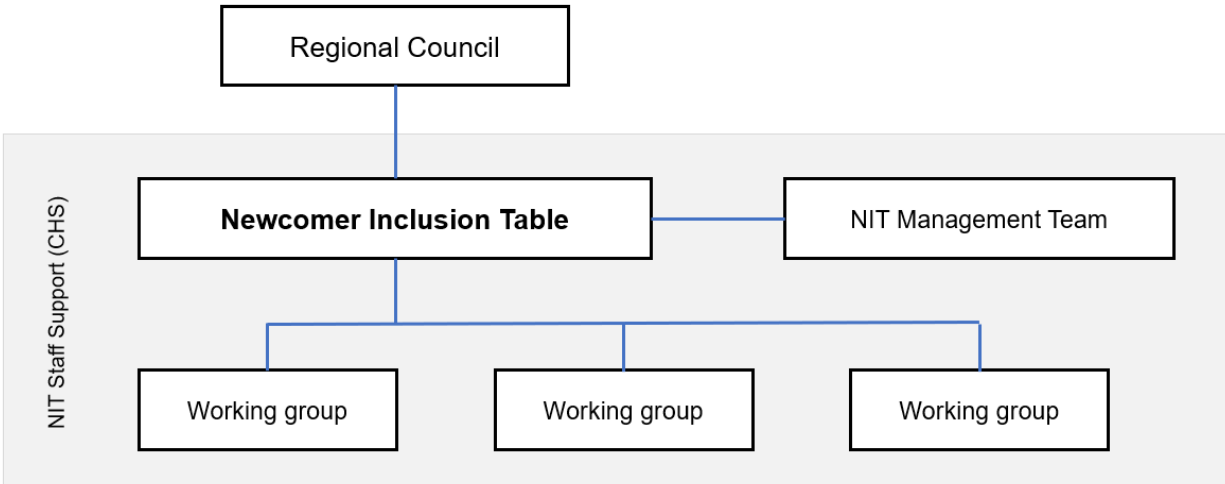 Regional Council
NIT Staff Support (CHS)
Newcomer Inclusion Table
NIT Management Team
Working group
Working group
Working group